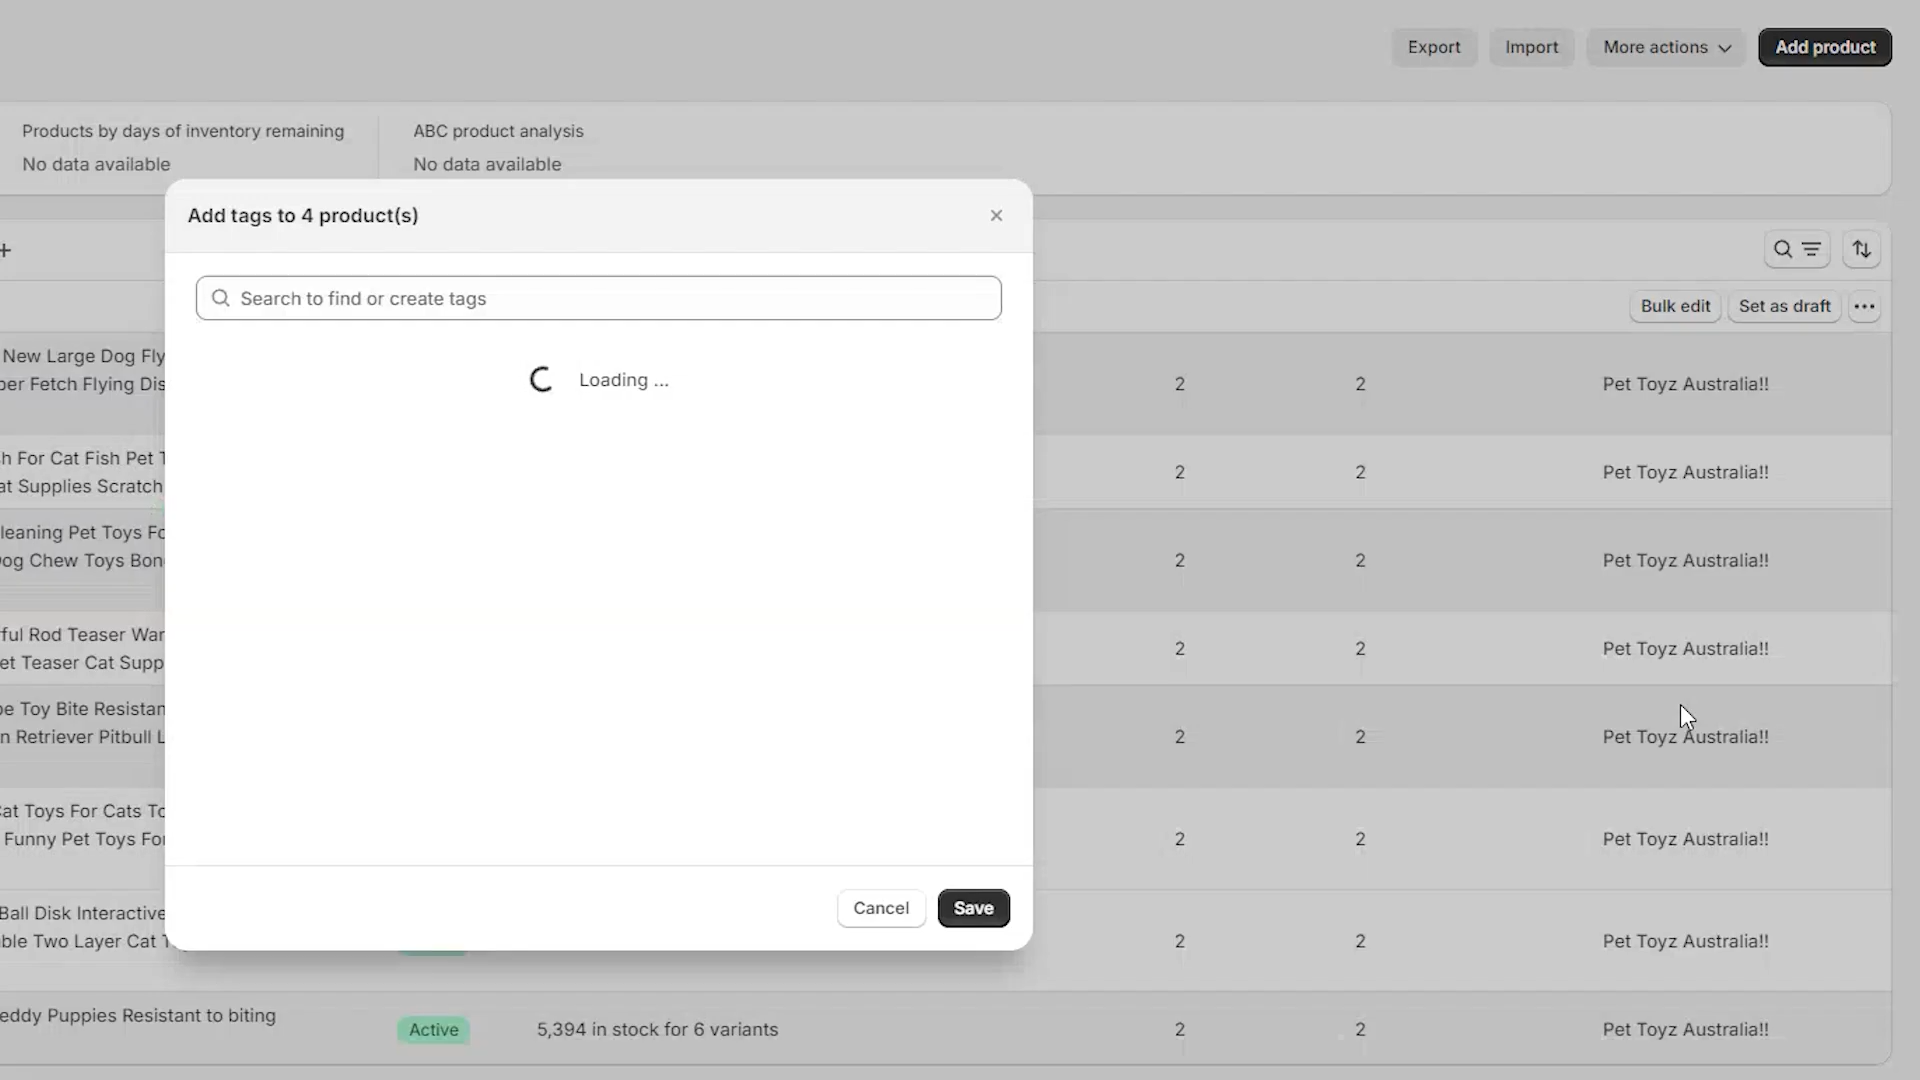 Export
Import
More actions
Add product
Products by days of inventory remaining
No data available
ABC product analysis
No data available
Add tags to 4 product(s)
Search to find or create tags
Loading ...
Cancel
Save
Bulk edit
Set as draft
New Large Dog Fly
per Fetch Flying Dis
2
2
Pet Toyz Australia!!
h For Cat Fish Pet
at Supplies Scratch
2
2
Pet Toyz Australia!!
leaning Pet Toys Fo
Dog Chew Toys Bon
2
2
Pet Toyz Australia!!
ful Rod Teaser Wan
et Teaser Cat Supp
2
2
Pet Toyz Australia!!
pe Toy Bite Resistan
n Retriever Pitbull L
2
2
Pet Toyz Australia!!
Cat Toys For Cats To
Funny Pet Toys For
2
2
Pet Toyz Australia!!
Ball Disk Interactive
ble Two Layer Cat T
2
2
Pet Toyz Australia!!
eddy Puppies Resistant to biting
Active
5,394 in stock for 6 variants
2
2
Pet Toyz Australia!!